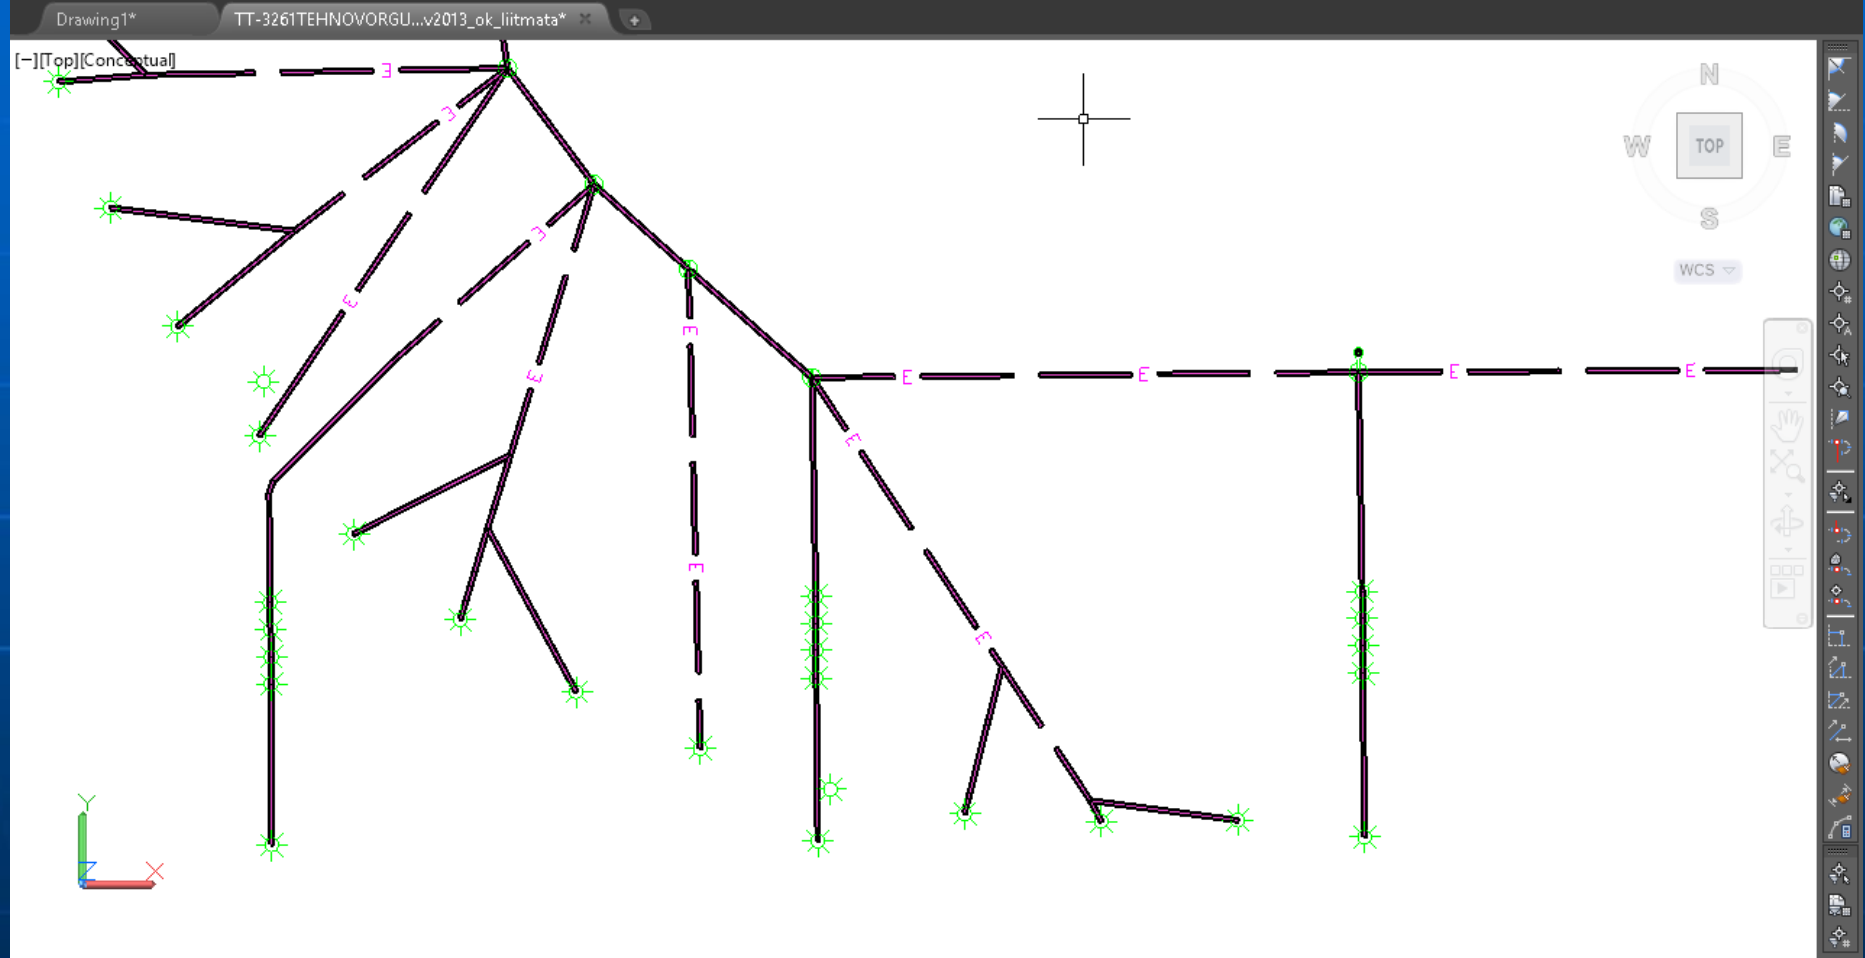 Drawing1*
TT-3261TEHNOVORGU...v2013_ok_liitmata*
[−][Top][Conceptual]
N
W
TOP
E
S
WCS
E
E
E
E
E
E
E
E
E
E
E
E
E
E
Y
Z
X